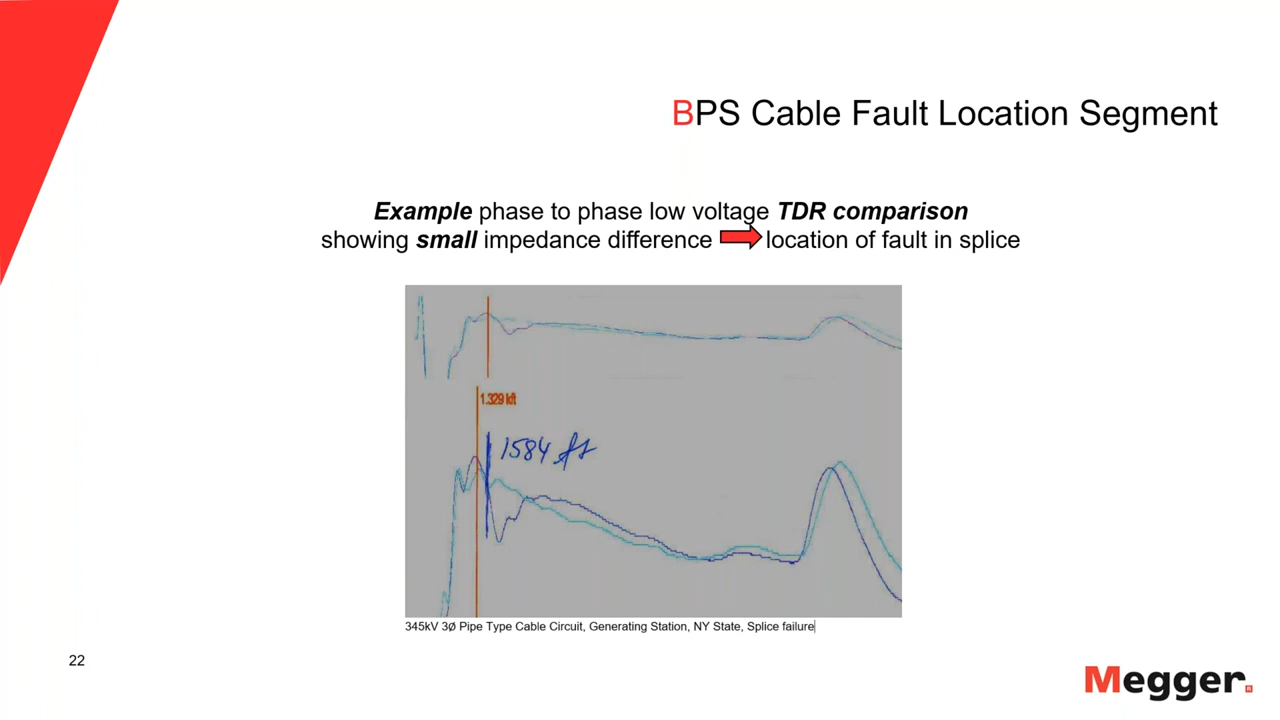 BPS Cable Fault Location Segment
Example phase to phase low voltage TDR comparison
showing small impedance difference location of fault in splice
1.329 kft
1584 ft
345kV 3Ø Pipe Type Cable Circuit, Generating Station, NY State, Splice failure
22
Megger